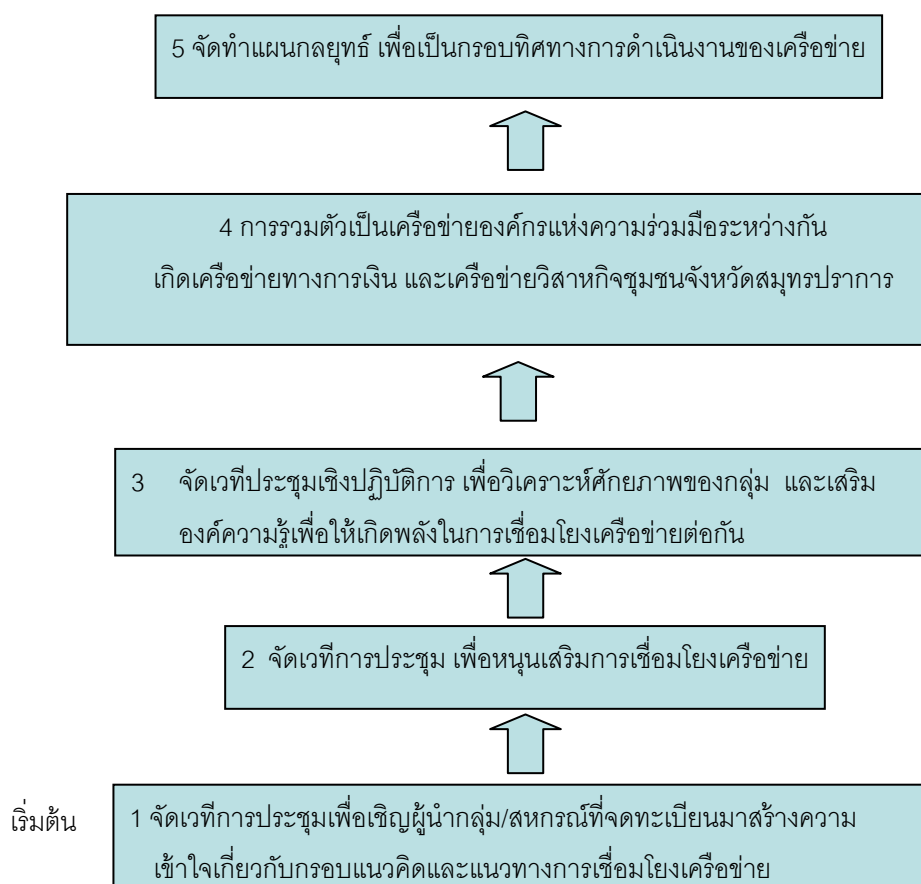 5 จัดทำแผนกลยุทธ์ เพื่อเป็นกรอบทิศทางการดำเนินงานของเครือข่าย
4 การรวมตัวเป็นเครือข่ายองค์กรแห่งความร่วมมือระหว่างกัน
เกิดเครือข่ายทางการเงิน และเครือข่ายวิสาหกิจชุมชนจังหวัดสมุทรปราการ
3 จัดเวทีประชุมเชิงปฏิบัติการ เพื่อวิเคราะห์ศักยภาพของกลุ่ม และเสริม
องค์ความรู้เพื่อให้เกิดพลังในการเชื่อมโยงเครือข่ายต่อกัน
2 จัดเวทีการประชุม เพื่อหนุนเสริมการเชื่อมโยงเครือข่าย
เริ่มต้น
1 จัดเวทีการประชุมเพื่อเชิญผู้นำกลุ่ม/สหกรณ์ที่จดทะเบียนมาสร้างความ
เข้าใจเกี่ยวกับกรอบแนวคิดและแนวทางการเชื่อมโยงเครือข่าย